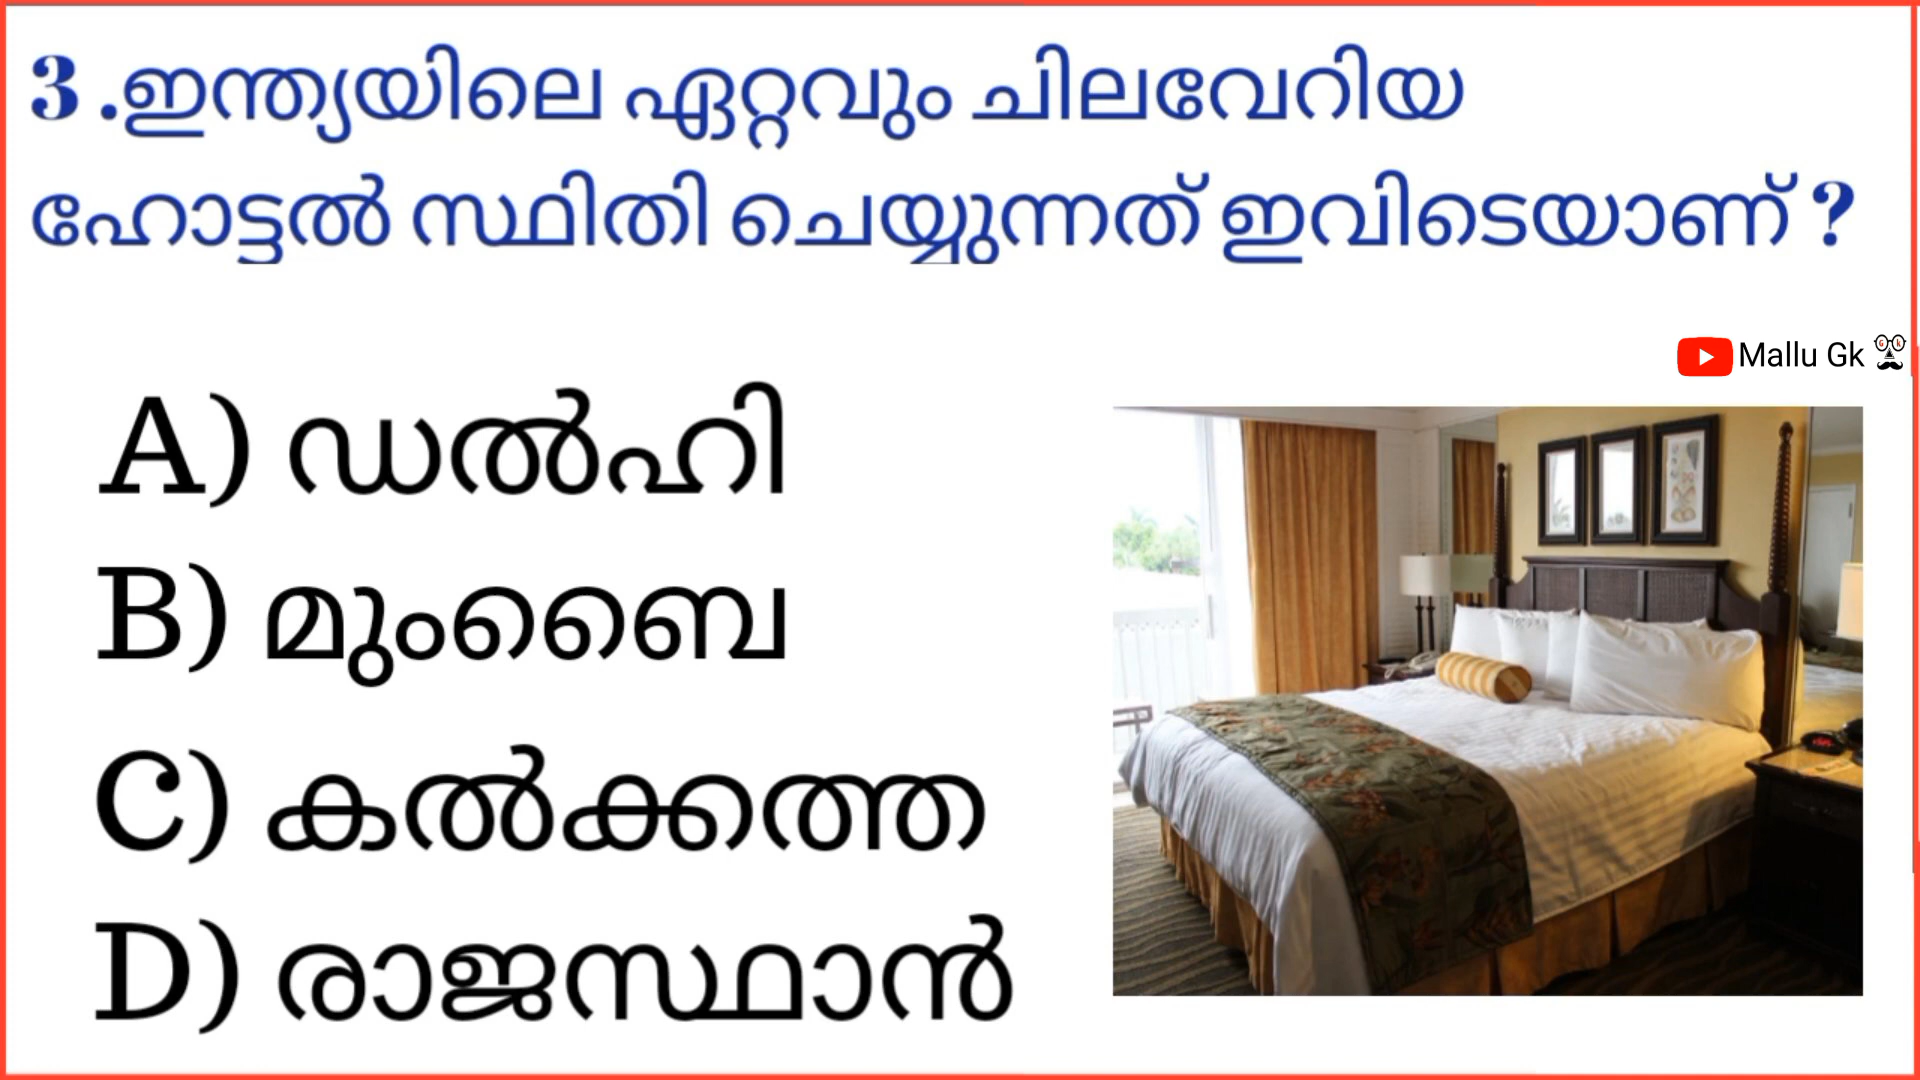 3 .ഇന്ത്യയിലെ ഏറ്റവും ചിലവേറിയ
ഹോട്ടൽ സ്ഥിതി ചെയ്യുന്നത് ഇവിടെയാണ് ?
Mallu Gk
A) ഡൽഹി
B) മുംബൈ
C) കൽക്കത്ത
D) രാജസ്ഥാൻ